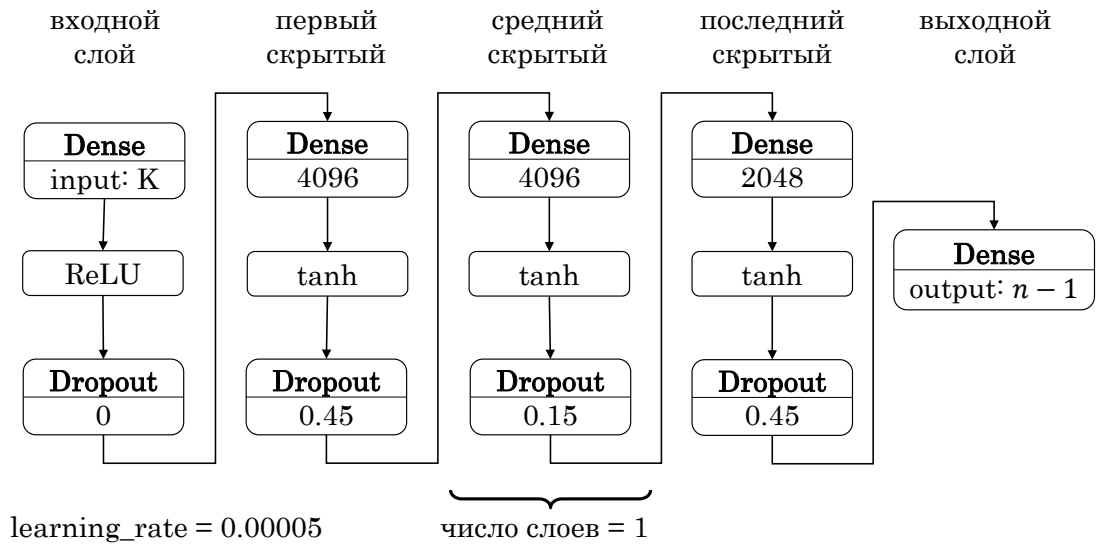 входной
слой
первый
скрытый
средний
скрытый
последний
скрытый
выходной
слой
Dense
input: K
ReLU
Dropout
0
Dense
4096
tanh
Dropout
0.45
Dense
4096
tanh
Dropout
0.15
Dense
2048
tanh
Dropout
0.45
Dense
output: n − 1
learning_rate = 0.00005
число слоев = 1